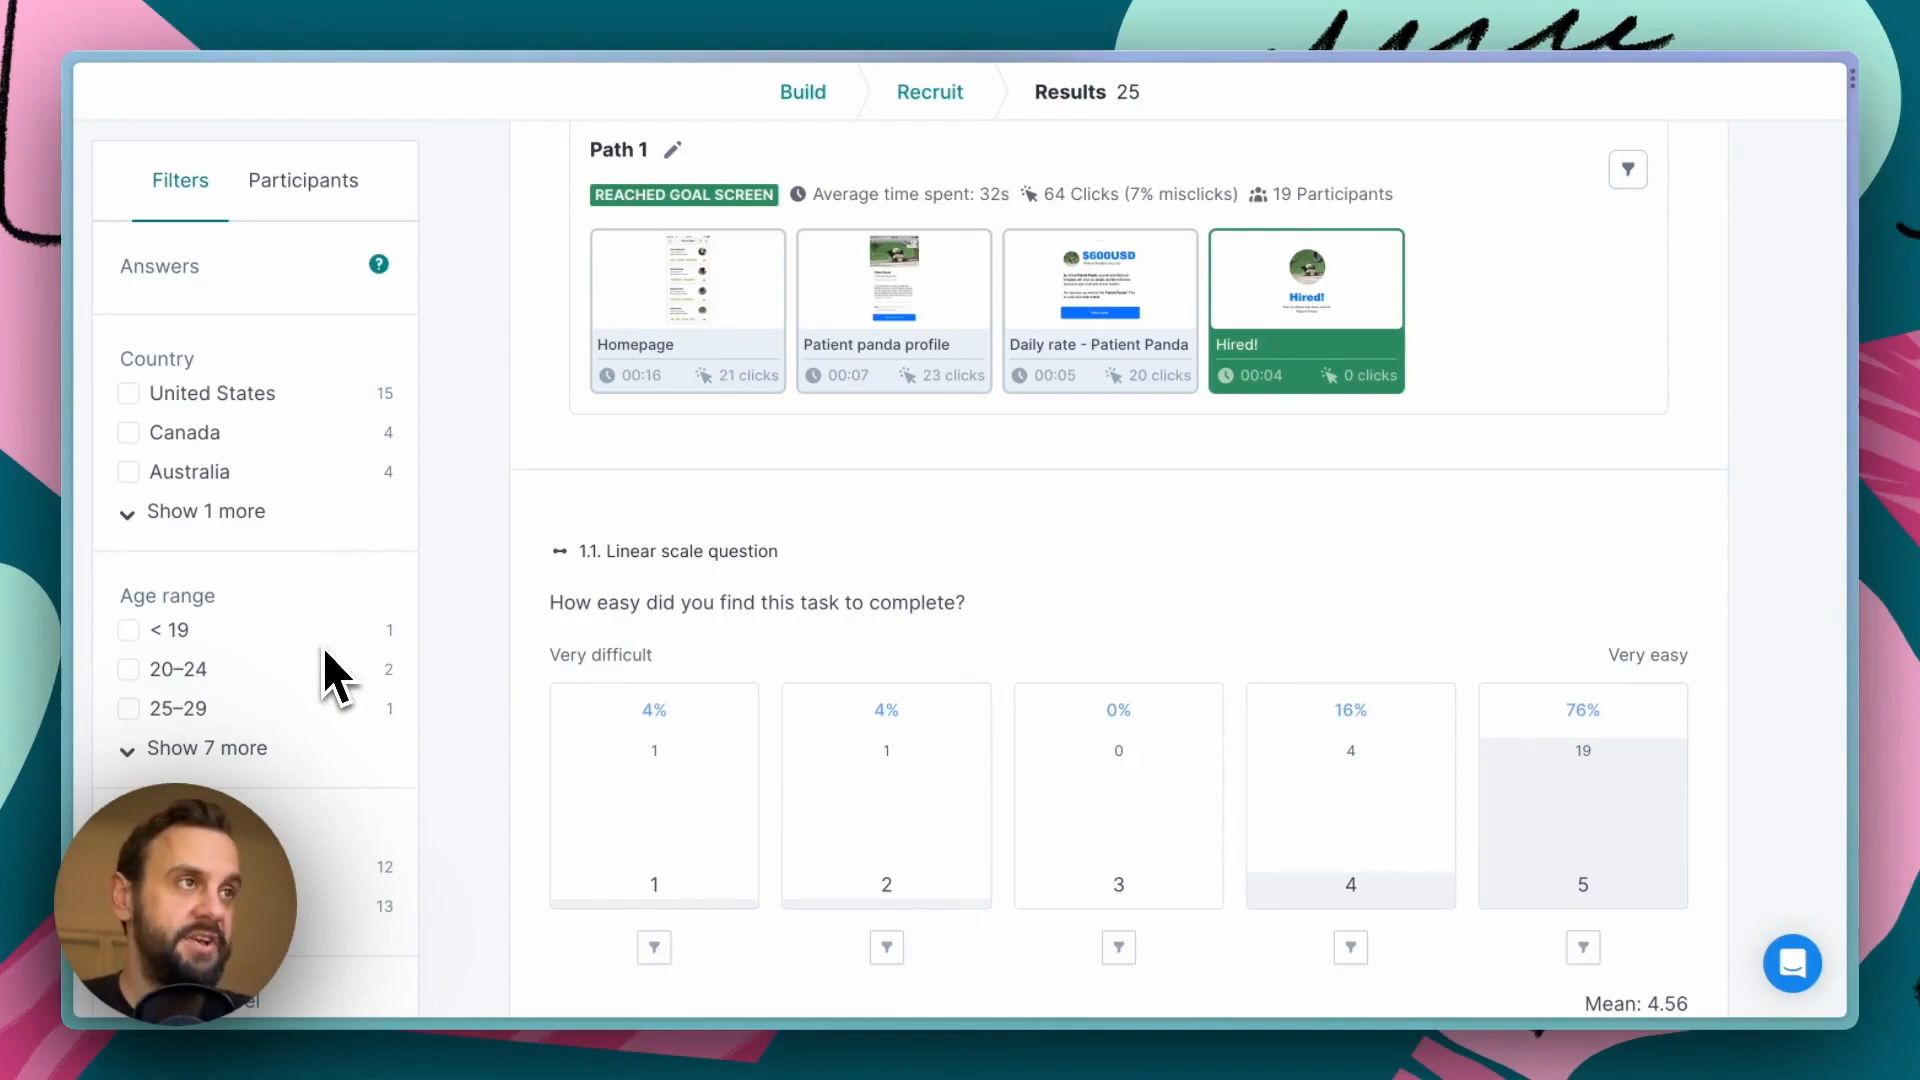 Build
Recruit
Results 25
Filters
Participants
Answers
?
Country
United States 15
Canada 4
Australia 4
Show 1 more
Age range
< 19 1
20–24 2
25–29 1
Show 7 more
12
13
Path 1
REACHED GOAL SCREEN Average time spent: 32s 64 Clicks (7% misclicks) 19 Participants
$600USD
Hired!
Homepage
00:16 21 clicks
Patient panda profile
00:07 23 clicks
Daily rate - Patient Panda
00:05 20 clicks
Hired!
00:04 0 clicks
1.1. Linear scale question
How easy did you find this task to complete?
Very difficult Very easy
4% 4% 0% 16% 76%
1 1 0 4 19
1 2 3 4 5
Mean: 4.56